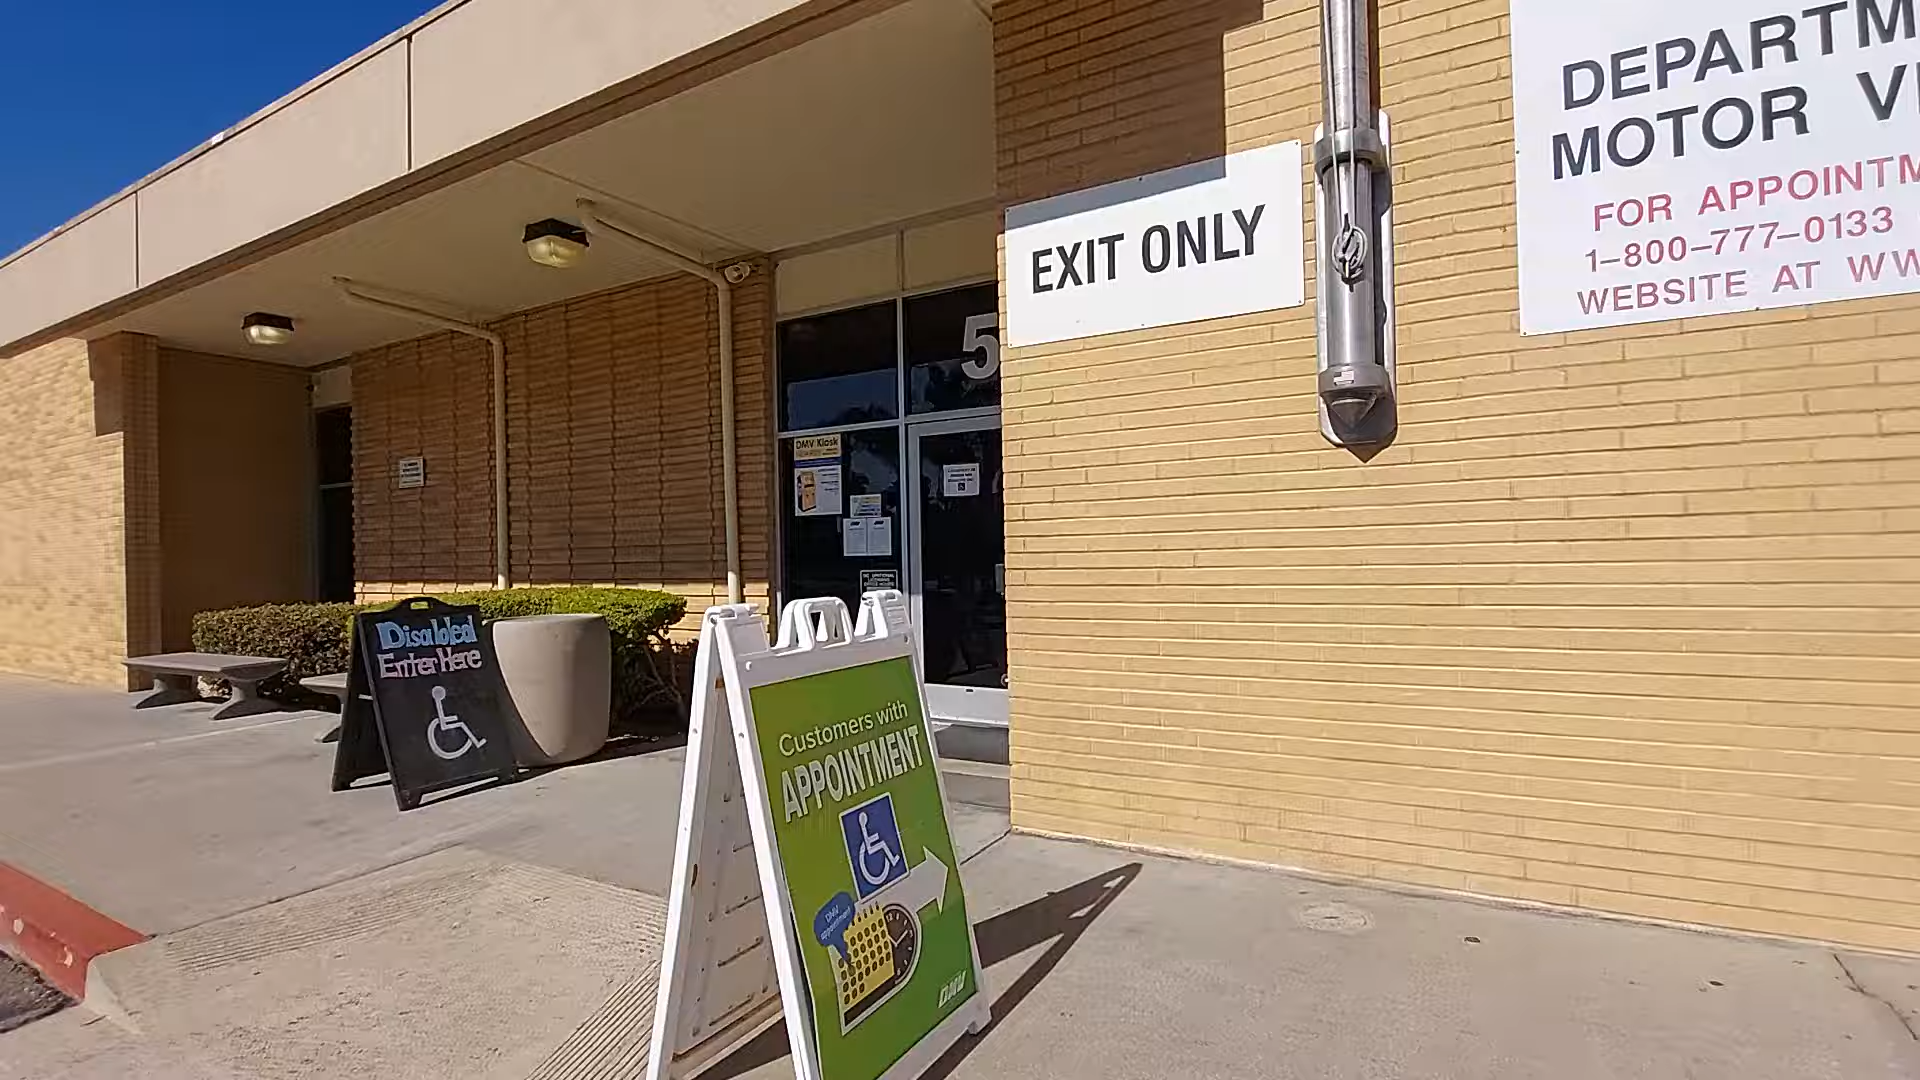 DEPARTM
MOTOR V
FOR APPOINTM
1-800-777-0133
WEBSITE AT WW
EXIT ONLY
5
DMV Kiosk
Disabled
Enter Here
Customers with
APPOINTMENT
DMV
appointment
DMV